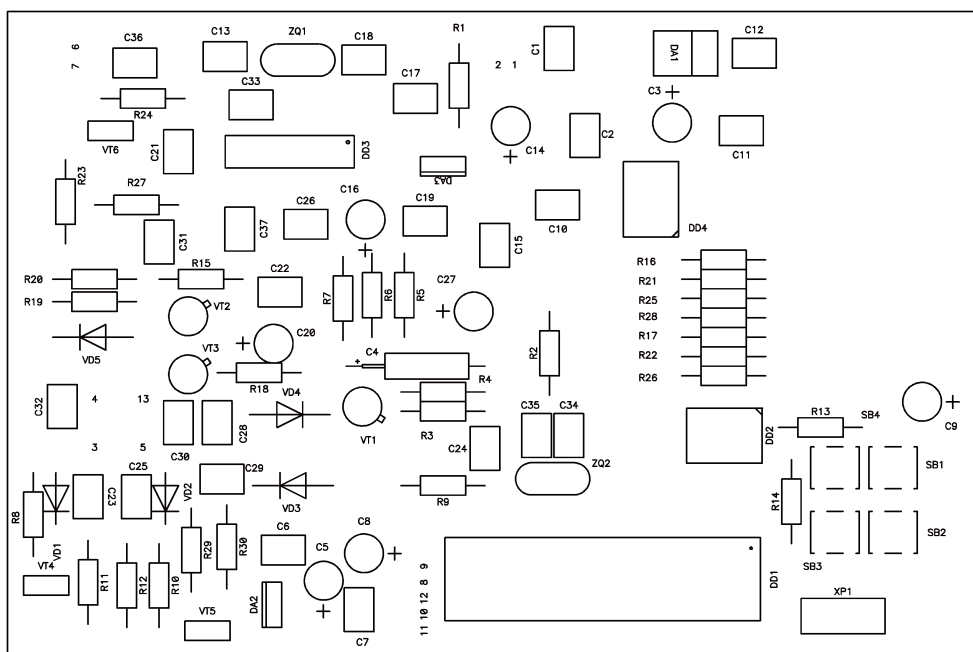 6
7
C36
C13
ZQ1
C18
R1
2 1
C1
DA1
C12
C33
C17
C3
R24
VT6
C21
DD3
C14
C2
C11
R23
R27
DA3
C16
C26
C19
C37
C31
C15
C10
DD4
R20
R19
R15
C22
R7
R6
R5
C27
R16
R21
R25
R28
R17
R22
R26
VT2
VD5
VT3
C20
C4
R2
R18
R4
C32
4
13
VD4
VT1
R3
C35
C34
C28
3
5
C30
C24
ZQ2
DD2
R13
SB4
C9
C29
C25
C23
VD2
VD3
R9
R14
SB1
R8
VD1
VT4
R29
R30
C6
C8
C5
SB3
SB2
R11
R12
R10
DA2
11 10 12 8 9
DD1
XP1
VT5
C7